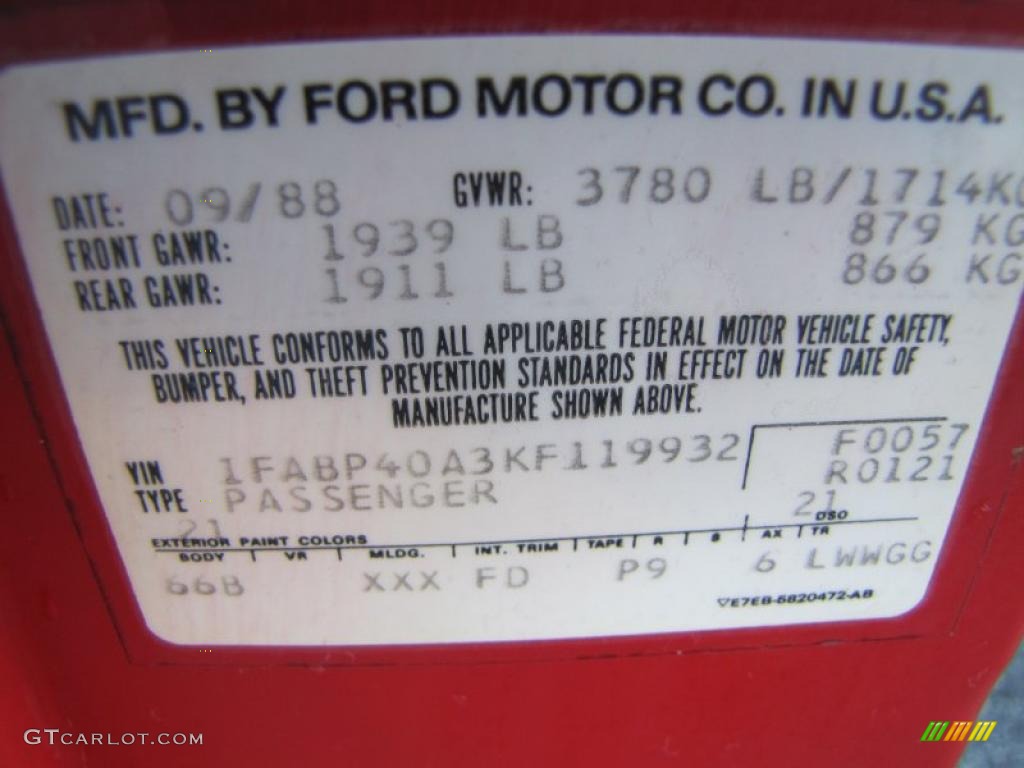 MFD. BY FORD MOTOR CO. IN U.S.A.
DATE: 09/88 GVWR: 3780 LB/1714KG
FRONT GAWR: 1939 LB 879 KG
REAR GAWR: 1911 LB 866 KG
THIS VEHICLE CONFORMS TO ALL APPLICABLE FEDERAL MOTOR VEHICLE SAFETY,
BUMPER, AND THEFT PREVENTION STANDARDS IN EFFECT ON THE DATE OF
MANUFACTURE SHOWN ABOVE.
F0057
VIN 1FABP40A3KF119932 R0121
TYPE PASSENGER
21 21
EXTERIOR PAINT COLORS DSO
BODY VR MLDG. INT. TRIM TAPE R S AX TR
66B XXX FD P9 6 LWWGG
E7EB-5820472-AB
GTCARLOT.COM